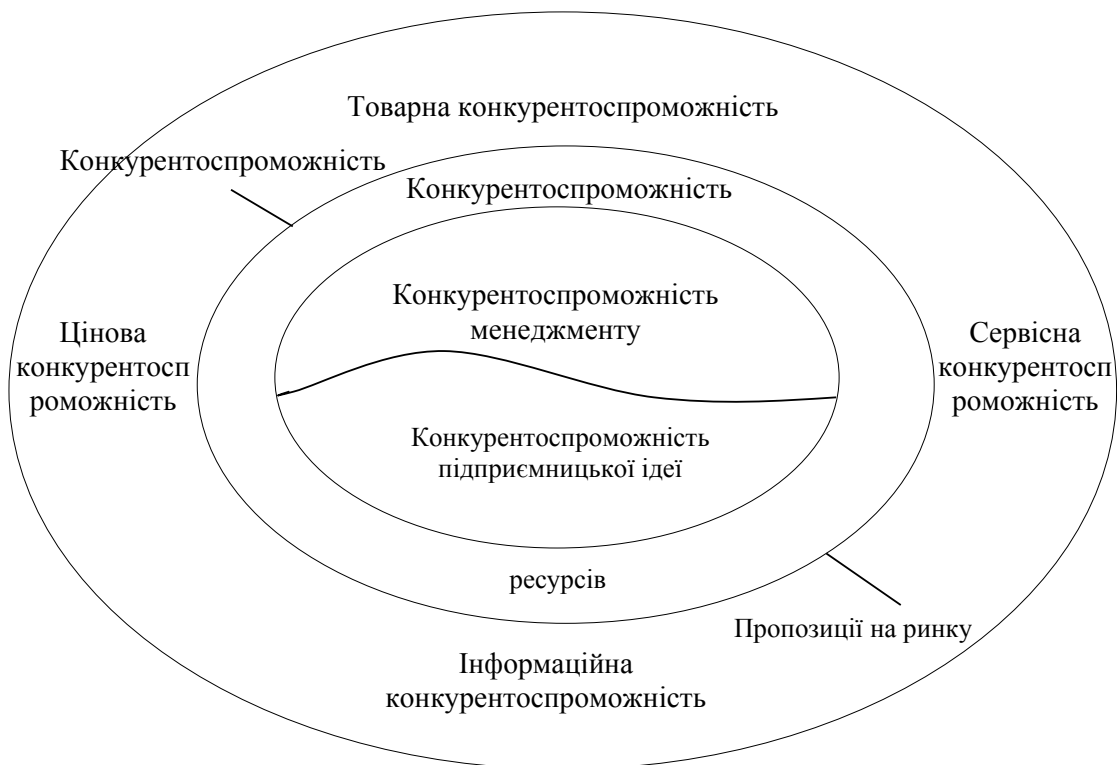 Товарна конкурентоспроможність
Конкурентоспроможність
Конкурентоспроможність
Конкурентоспроможність
менеджменту
Цінова
конкурентосп
роможність
Сервісна
конкурентосп
роможність
Конкурентоспроможність
підприємницької ідеї
ресурсів
Пропозиції на ринку
Інформаційна
конкурентоспроможність